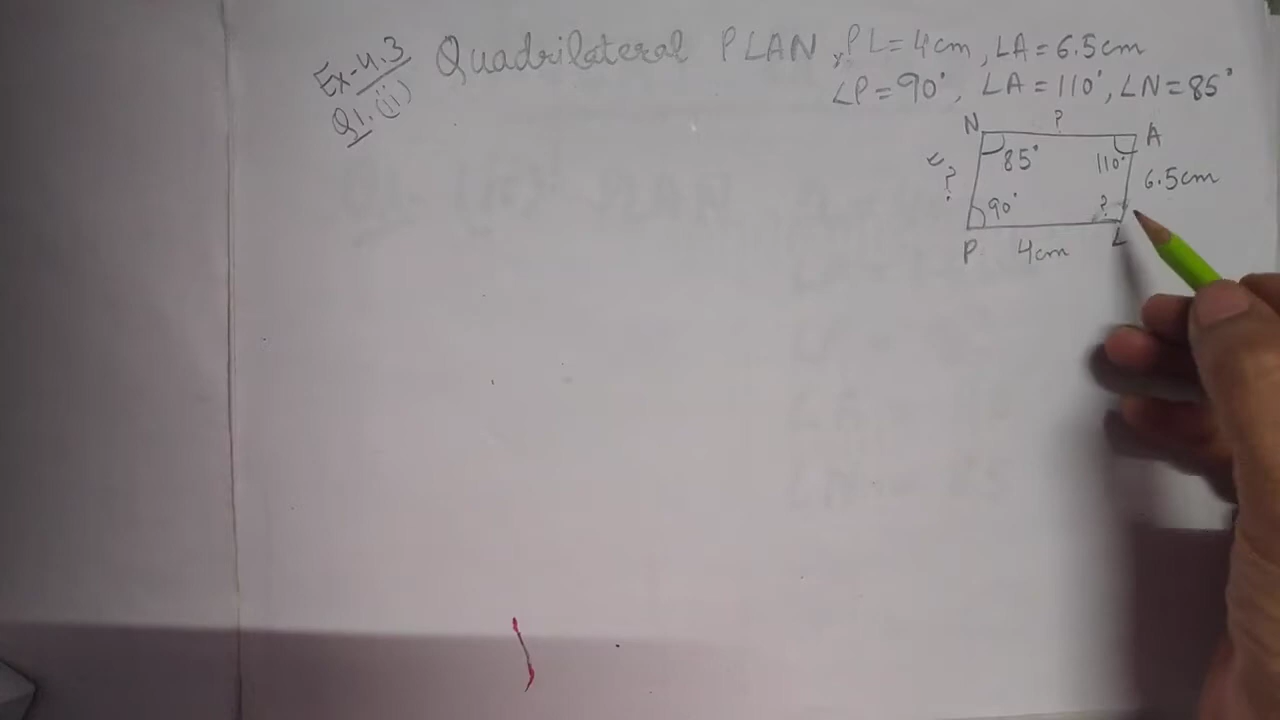 Ex-4.3 Quadrilateral PLAN, PL=4cm, LA=6.5cm
Q1.(ii) ∠P=90°, ∠A=110°, ∠N=85°
N ? A
85° 110°
? 6.5cm
90° ?
P 4cm L